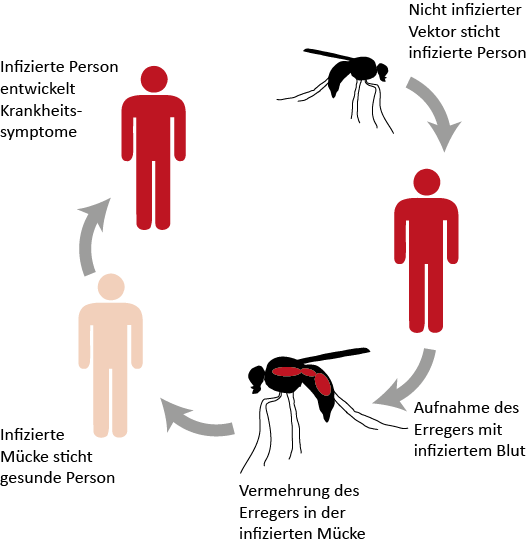 Nicht infizierter
Vektor sticht
infizierte Person
Infizierte Person
entwickelt
Krankheits-
symptome
Aufnahme des
Erregers mit
infiziertem Blut
Infizierte
Mücke sticht
gesunde Person
Vermehrung des
Erregers in der
infizierten Mücke